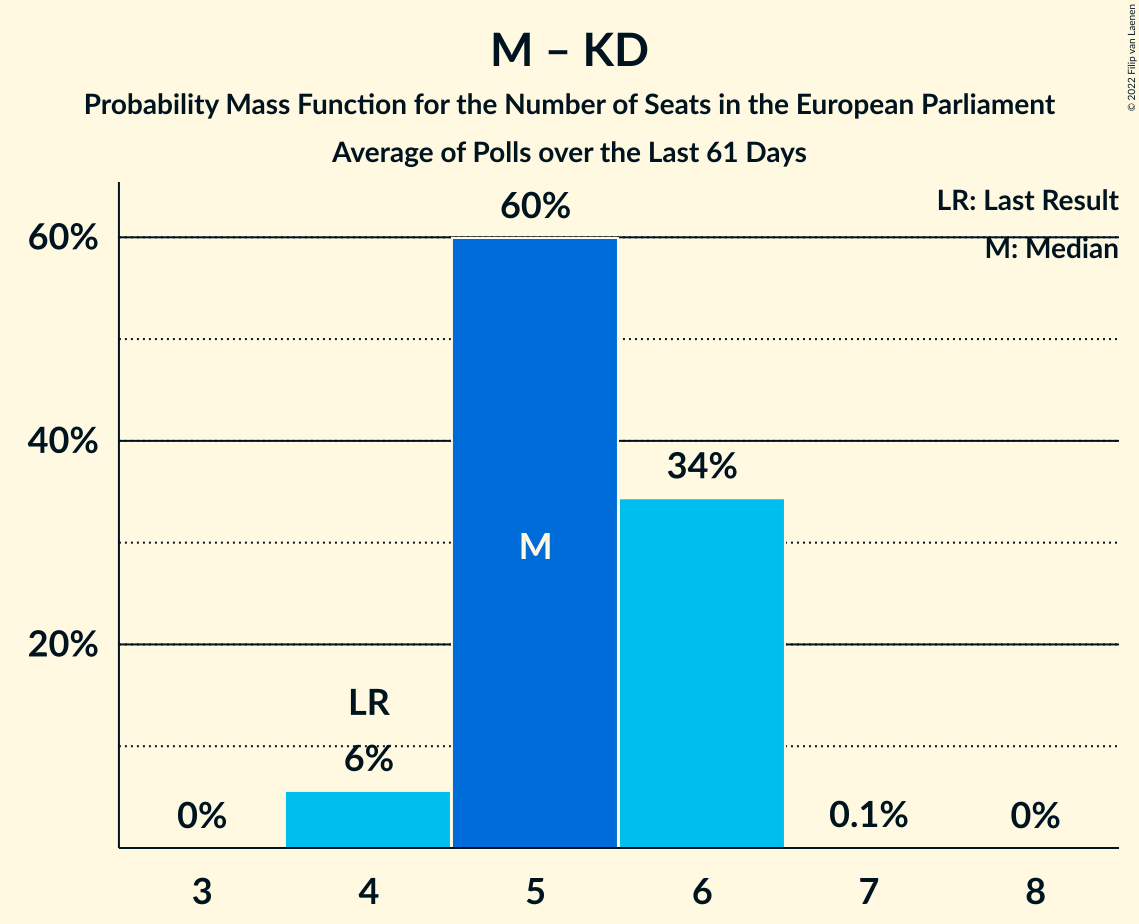 M – KD
Probability Mass Function for the Number of Seats in the European Parliament
Average of Polls over the Last 61 Days
© 2022 Filip van Laenen
LR: Last Result
M: Median
60%
40%
20%
0%
LR
6%
60%
M
34%
0.1%
0%
3 4 5 6 7 8